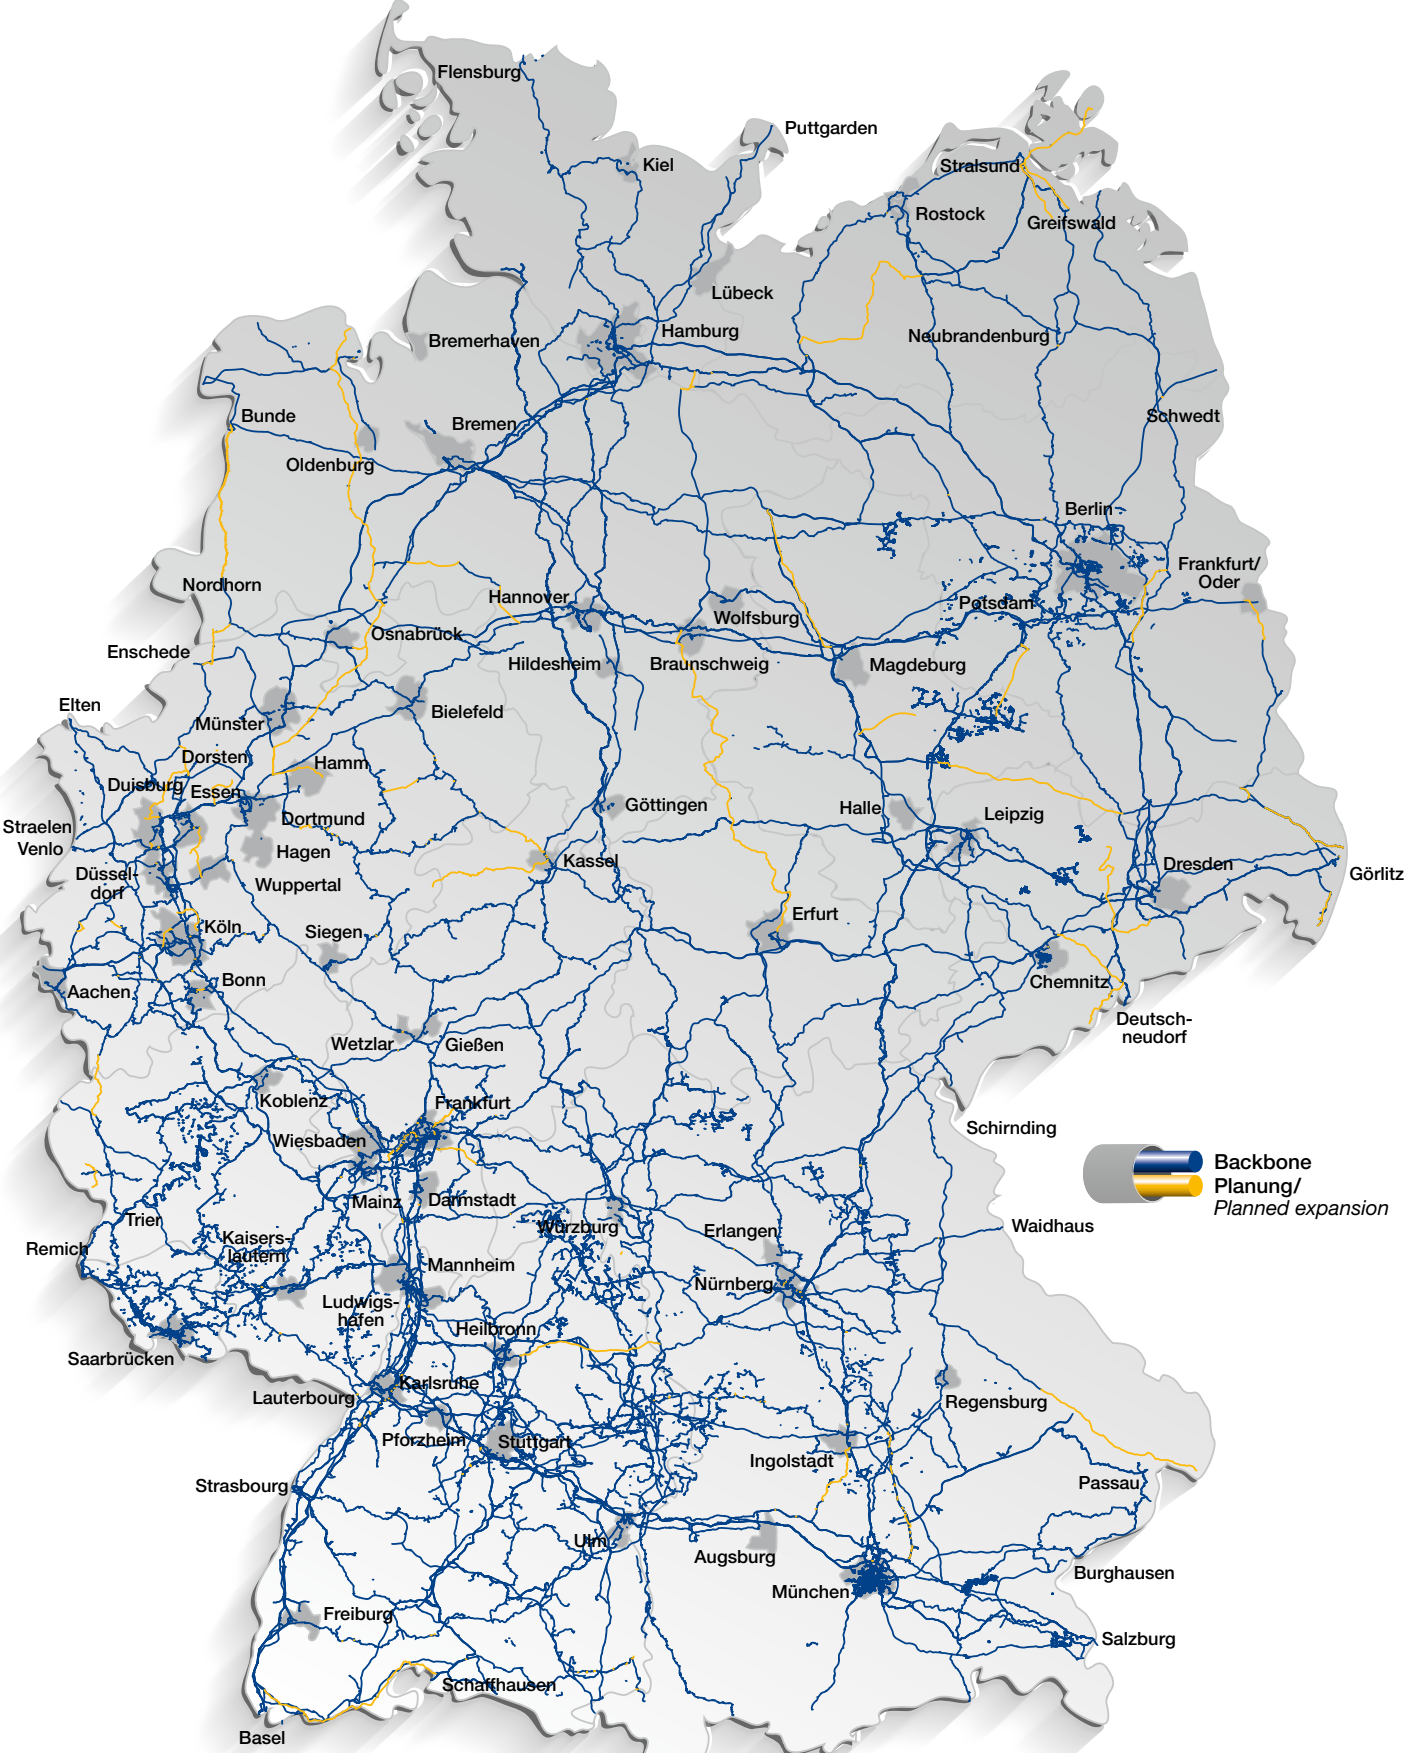 Flensburg
Puttgarden
Kiel
Stralsund
Rostock
Greifswald
Lübeck
Hamburg
Bremerhaven
Neubrandenburg
Bunde
Bremen
Schwedt
Oldenburg
Berlin
Nordhorn
Hannover
Frankfurt/
Oder
Potsdam
Wolfsburg
Osnabrück
Enschede
Hildesheim
Braunschweig
Magdeburg
Elten
Münster
Bielefeld
Dorsten
Hamm
Duisburg
Essen
Göttingen
Halle
Leipzig
Straelen
Venlo
Dortmund
Hagen
Kassel
Dresden
Görlitz
Düssel-
dorf
Wuppertal
Erfurt
Köln
Siegen
Bonn
Aachen
Chemnitz
Deutsch-
neudorf
Wetzlar
Gießen
Koblenz
Frankfurt
Schirnding
Wiesbaden
Backbone
Planung/
Planned expansion
Mainz
Darmstadt
Trier
Würzburg
Erlangen
Waidhaus
Remich
Kaisers-
lautern
Mannheim
Nürnberg
Ludwigs-
hafen
Heilbronn
Saarbrücken
Lauterbourg
Karlsruhe
Regensburg
Pforzheim
Stuttgart
Ingolstadt
Strasbourg
Passau
Ulm
Augsburg
Burghausen
München
Freiburg
Salzburg
Schaffhausen
Basel